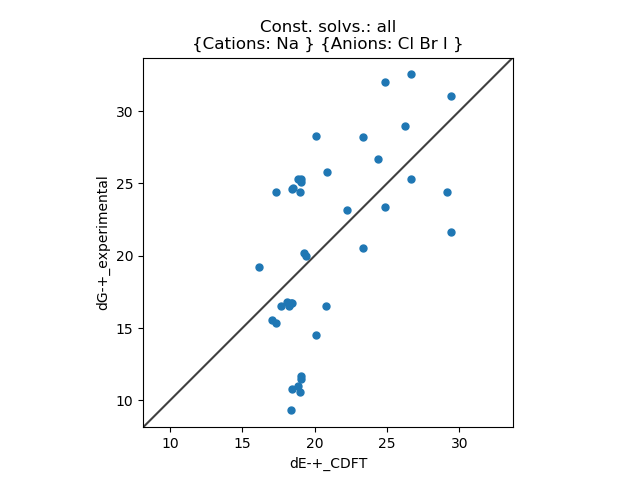 Const. solvs.: all
{Cations: Na } {Anions: Cl Br I }
dG-+_experimental
30
25
20
15
10
10 15 20 25 30
dE-+_CDFT